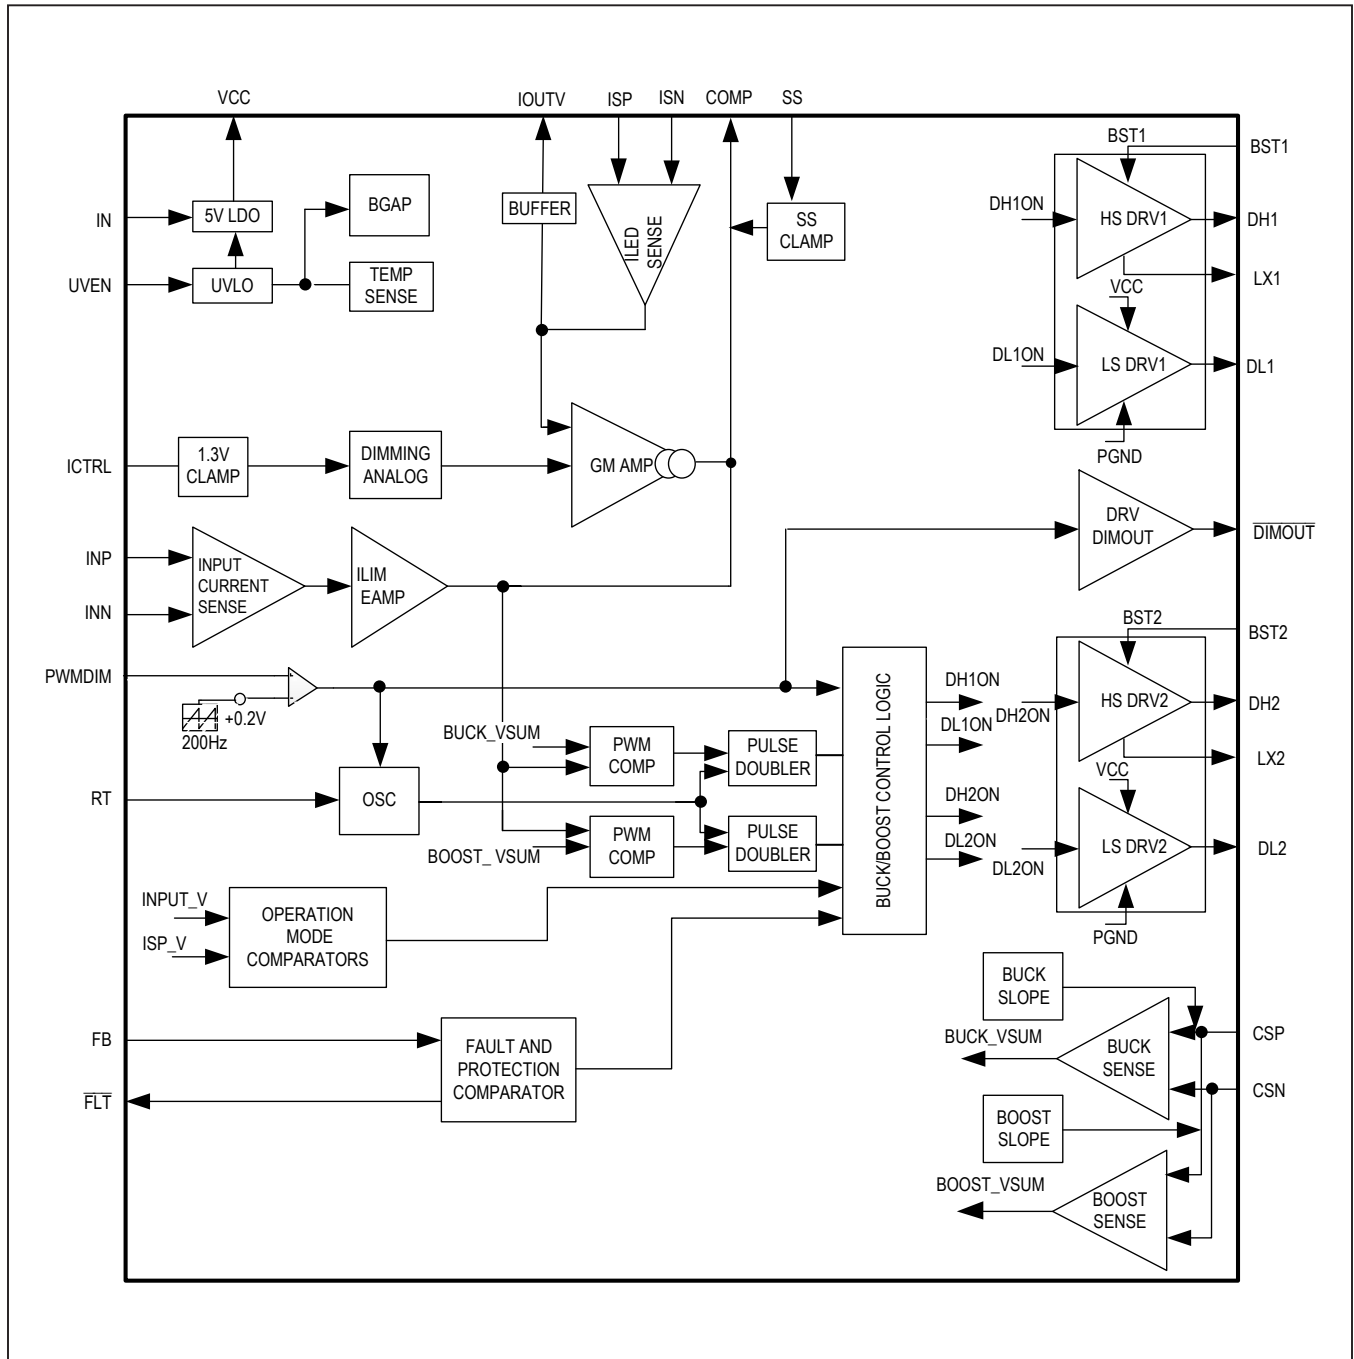 VCC
IOUTV
ISP
ISN
COMP
SS
BST1
BST1
IN
5V LDO
BGAP
BUFFER
ILED
SENSE
SS
CLAMP
DH1ON
HS DRV1
DH1
UVEN
UVLO
TEMP
SENSE
LX1
VCC
DL1ON
LS DRV1
DL1
PGND
ICTRL
1.3V
CLAMP
DIMMING
ANALOG
GM AMP
DRV
DIMOUT
DIMOUT
INP
INN
INPUT
CURRENT
SENSE
ILIM
EAMP
BST2
BST2
PWMDIM
+0.2V
200Hz
BUCK_VSUM
PWM
COMP
PULSE
DOUBLER
BUCK/BOOST CONTROL LOGIC
DH1ON
DL1ON
DH2ON
DL2ON
DH2ON
HS DRV2
DH2
LX2
VCC
RT
OSC
BOOST_ VSUM
PWM
COMP
PULSE
DOUBLER
DL2ON
LS DRV2
DL2
PGND
INPUT_V
ISP_V
OPERATION
MODE
COMPARATORS
BUCK
SLOPE
FB
FLT
FAULT AND
PROTECTION
COMPARATOR
BUCK_VSUM
BUCK
SENSE
CSP
CSN
BOOST
SLOPE
BOOST_VSUM
BOOST
SENSE